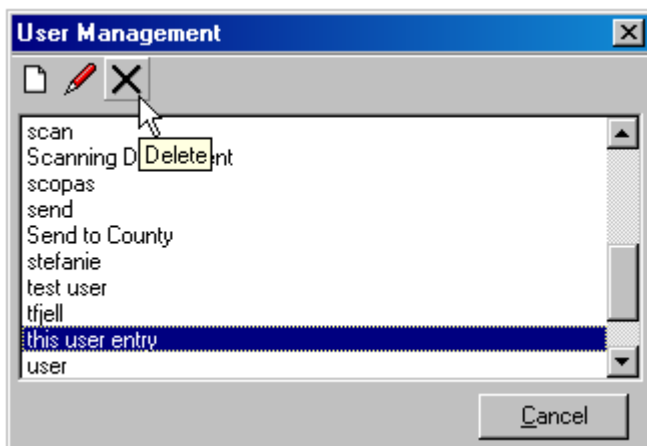 User Management
scan
Scanning D
Delete
nt
scopas
send
Send to County
stefanie
test user
tfjell
this user entry
user
Cancel